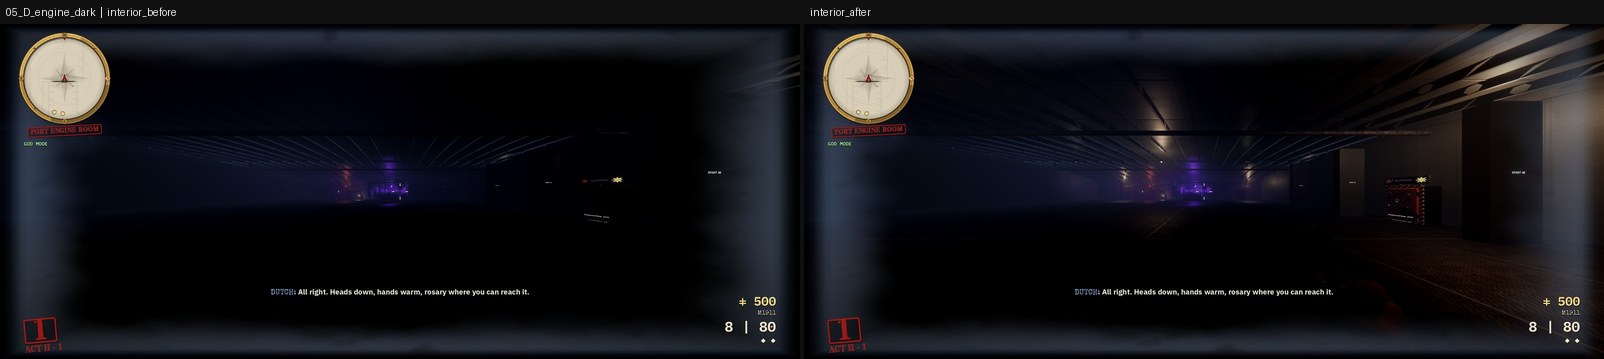 05_D_engine_dark | interior_before
interior_after
PORT ENGINE ROOM
GOD MODE
DUTCH: All right. Heads down, hands warm, rosary where you can reach it.
500
M1911
8 | 80
ACT II - 1
PORT ENGINE ROOM
GOD MODE
DUTCH: All right. Heads down, hands warm, rosary where you can reach it.
500
M1911
8 | 80
ACT II - 1